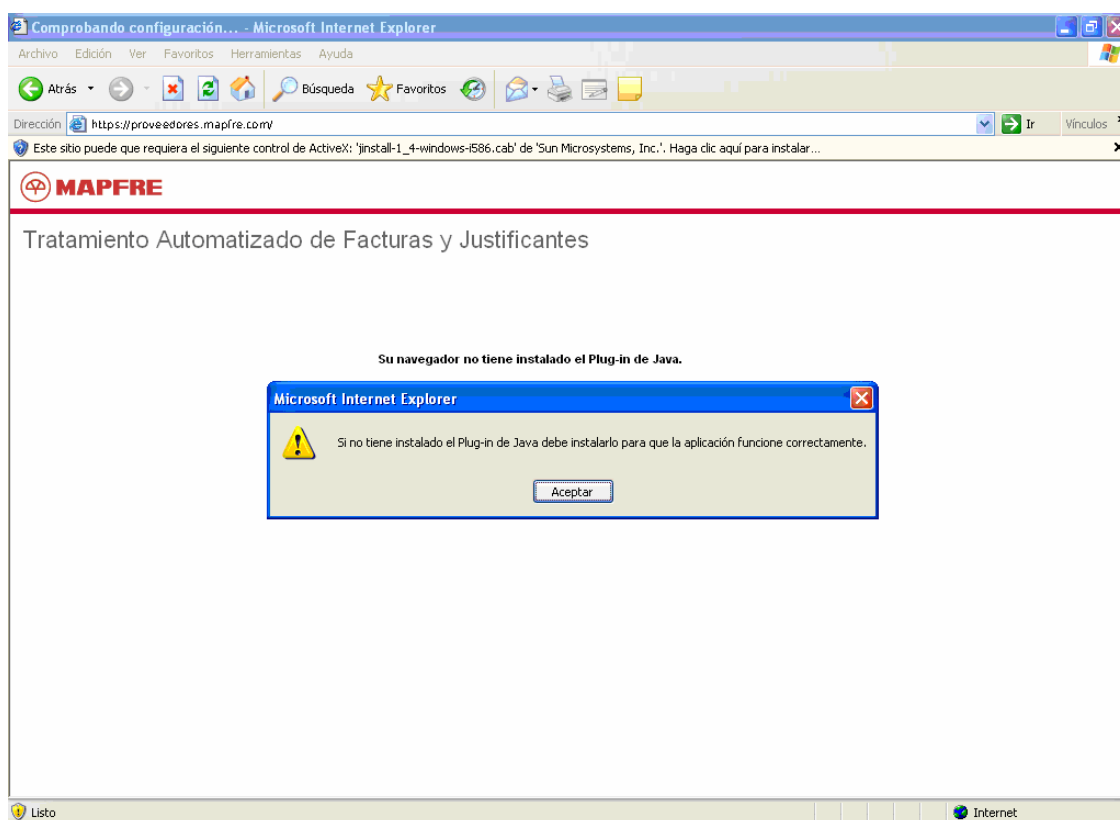 Comprobando configuración... - Microsoft Internet Explorer
Archivo Edición Ver Favoritos Herramientas Ayuda
Atrás Búsqueda Favoritos
Dirección https://proveedores.mapfre.com/ Ir Vínculos
Este sitio puede que requiera el siguiente control de ActiveX: 'jinstall-1_4-windows-i586.cab' de 'Sun Microsystems, Inc.'. Haga clic aquí para instalar...
MAPFRE
Tratamiento Automatizado de Facturas y Justificantes
Su navegador no tiene instalado el Plug-in de Java.
Microsoft Internet Explorer
Si no tiene instalado el Plug-in de Java debe instalarlo para que la aplicación funcione correctamente.
Aceptar
Listo Internet